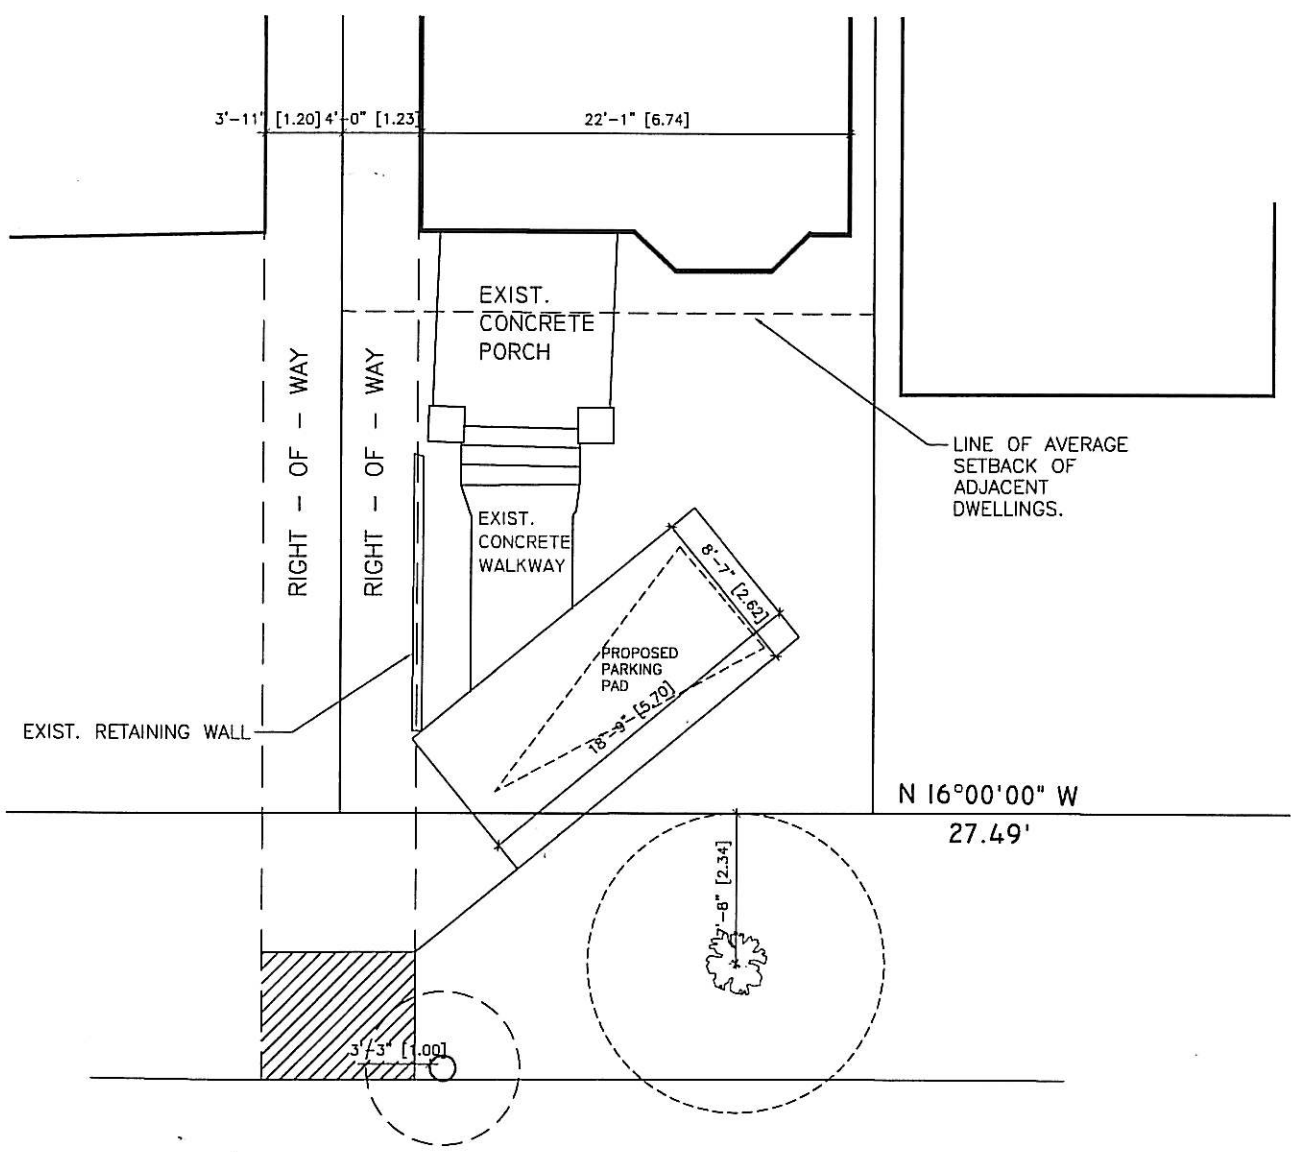 3'-11" [1.20] 4'-0" [1.23]
22'-1" [6.74]
EXIST.
CONCRETE
PORCH
RIGHT - OF - WAY
RIGHT - OF - WAY
LINE OF AVERAGE
SETBACK OF
ADJACENT
DWELLINGS.
EXIST.
CONCRETE
WALKWAY
8'-7" [2.62]
PROPOSED
PARKING
PAD
18'-9" [5.70]
EXIST. RETAINING WALL
N 16°00'00" W
27.49'
7'-8" [2.34]
3'-3" [1.00]